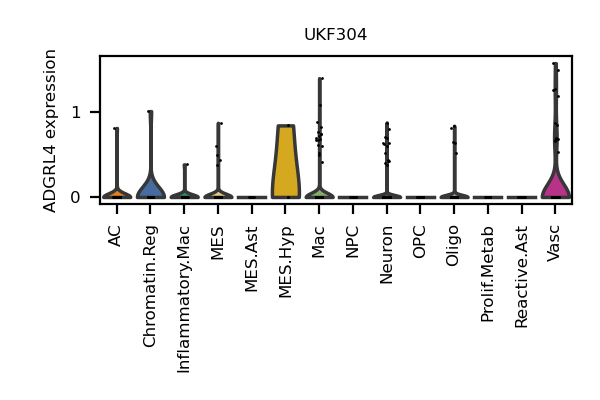 UKF304
ADGRL4 expression
1
0
AC
Chromatin.Reg
Inflammatory.Mac
MES
MES.Ast
MES.Hyp
Mac
NPC
Neuron
OPC
Oligo
Prolif.Metab
Reactive.Ast
Vasc